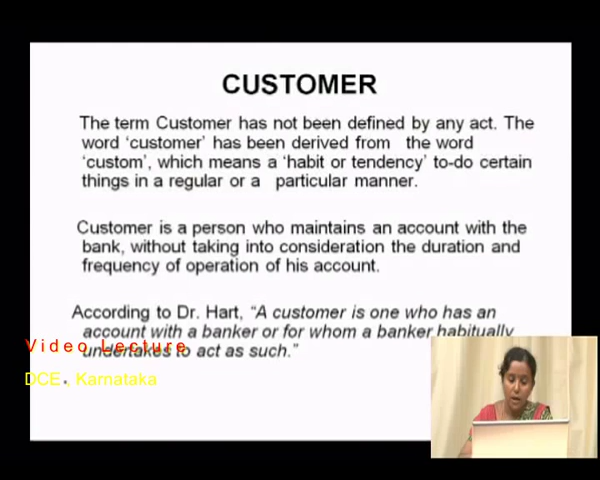 CUSTOMER
The term Customer has not been defined by any act. The
word ‘customer’ has been derived from the word
‘custom’, which means a ‘habit or tendency’ to-do certain
things in a regular or a particular manner.
Customer is a person who maintains an account with the
bank, without taking into consideration the duration and
frequency of operation of his account.
According to Dr. Hart, “A customer is one who has an
account with a banker or for whom a banker habitually
undertakes to act as such.”
Video Lecture
DCE., Karnataka